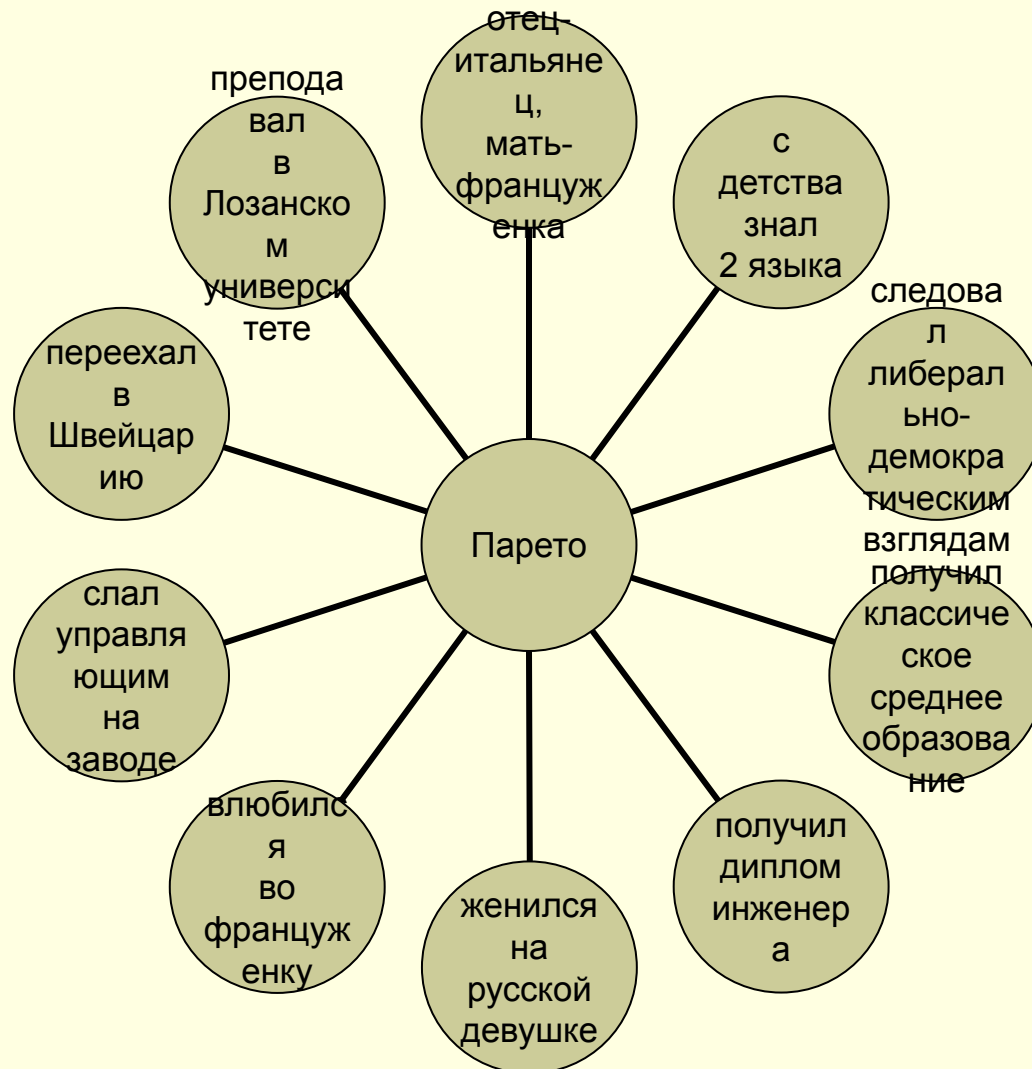 отец-
итальяне
ц,
мать-
француж
енка
с
детства
знал
2 языка
следова
л
либерал
ьно-
демокра
тическим
взглядам
получил
классиче
ское
среднее
образова
ние
получил
диплом
инженер
а
женился
на
русской
девушке
влюбилс
я
во
француж
енку
слал
управля
ющим
на
заводе
переехал
в
Швейцар
ию
препода
вал
в
Лозанско
м
универси
тете
Парето